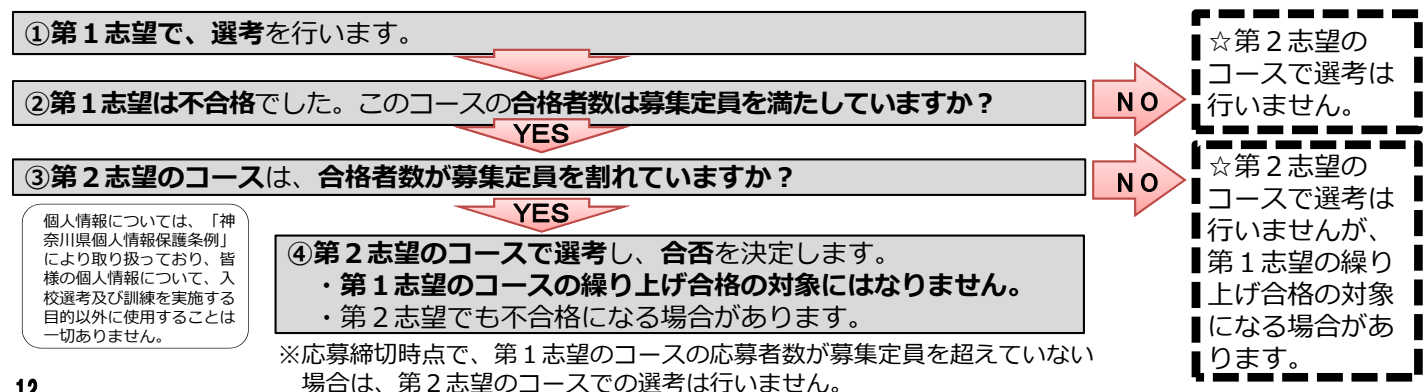 ①第１志望で、選考を行います。
②第１志望は不合格でした。このコースの合格者数は募集定員を満たしていますか？
NO
☆第２志望の
コースで選考は
行いません。
YES
③第２志望のコースは、合格者数が募集定員を割れていますか？
NO
☆第２志望の
コースで選考は
行いませんが、
第１志望の繰り
上げ合格の対象
になる場合があ
ります。
YES
個人情報については、「神
奈川県個人情報保護条例」
により取り扱っており、皆
様の個人情報について、入
校選考及び訓練を実施する
目的以外に使用することは
一切ありません。
④第２志望のコースで選考し、合否を決定します。
・第１志望のコースの繰り上げ合格の対象にはなりません。
・第２志望でも不合格になる場合があります。
※応募締切時点で、第１志望のコースの応募者数が募集定員を超えていない
場合は、第２志望のコースでの選考は行いません。
12